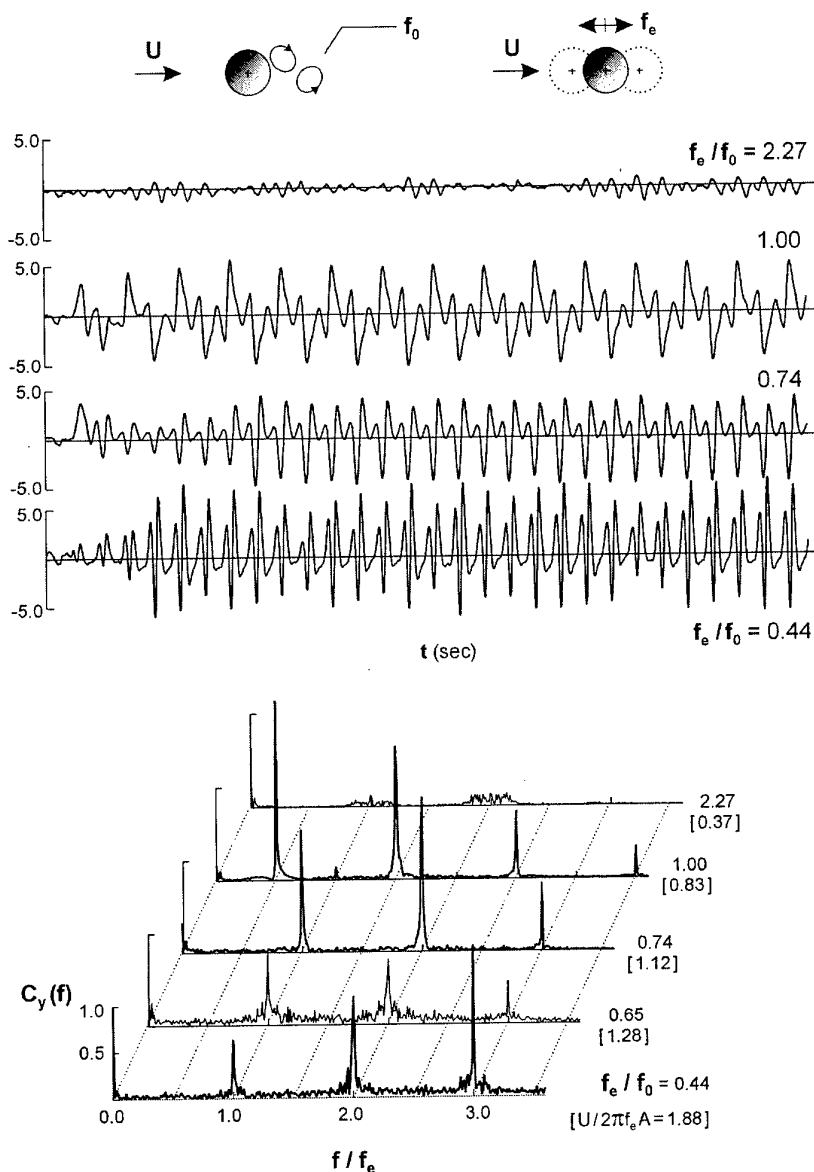 U
f₀
U
fₑ
5.0
-5.0
fₑ / f₀ = 2.27
5.0
-5.0
1.00
5.0
-5.0
0.74
5.0
-5.0
fₑ / f₀ = 0.44
t (sec)
2.27
[0.37]
1.00
[0.83]
0.74
[1.12]
0.65
[1.28]
C_y (f)
1.0
0.5
0.0
1.0
2.0
3.0
fₑ / f₀ = 0.44
[U/2πfₑA=1.88]
f / fₑ